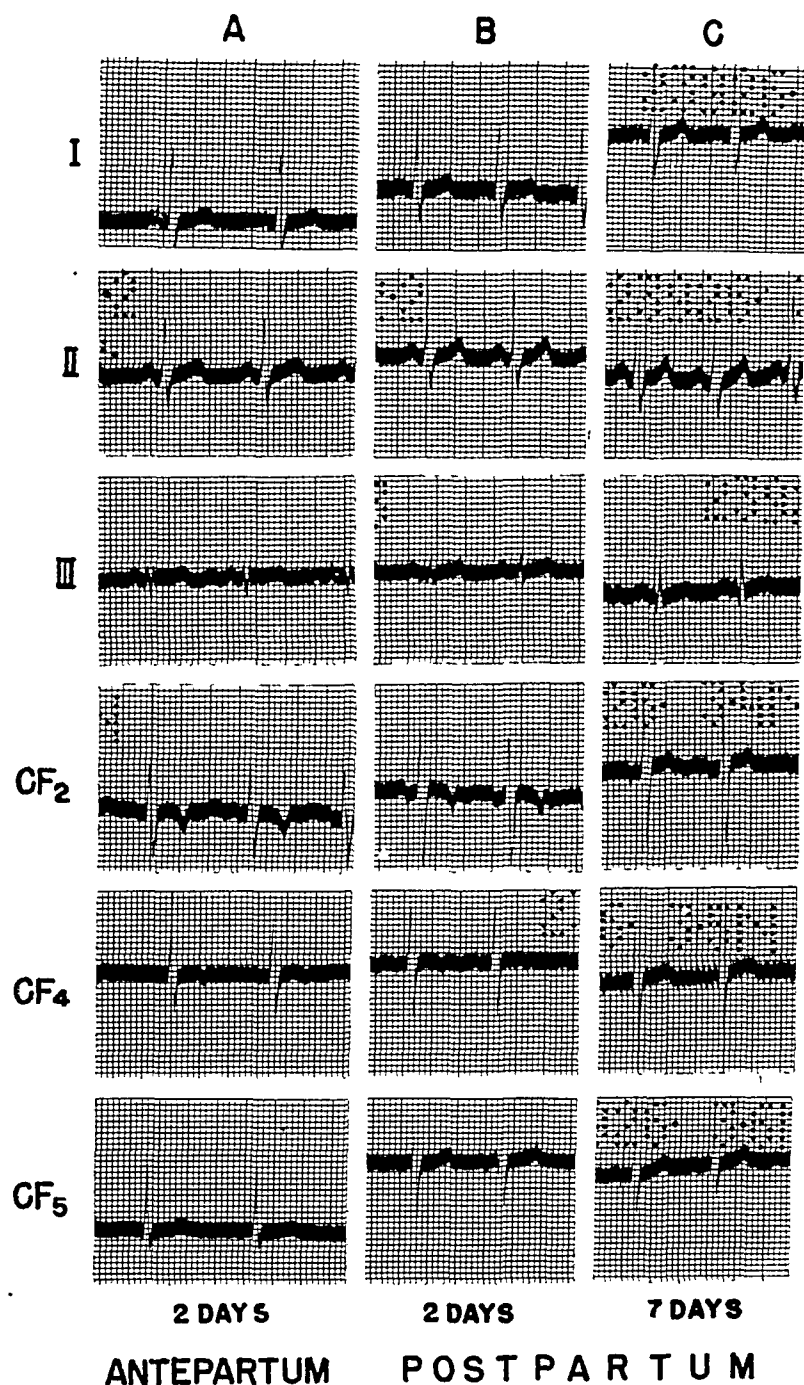 A B C
I
II
III
CF2
CF4
CF5
2 DAYS 2 DAYS 7 DAYS
ANTEPARTUM POSTPARTUM